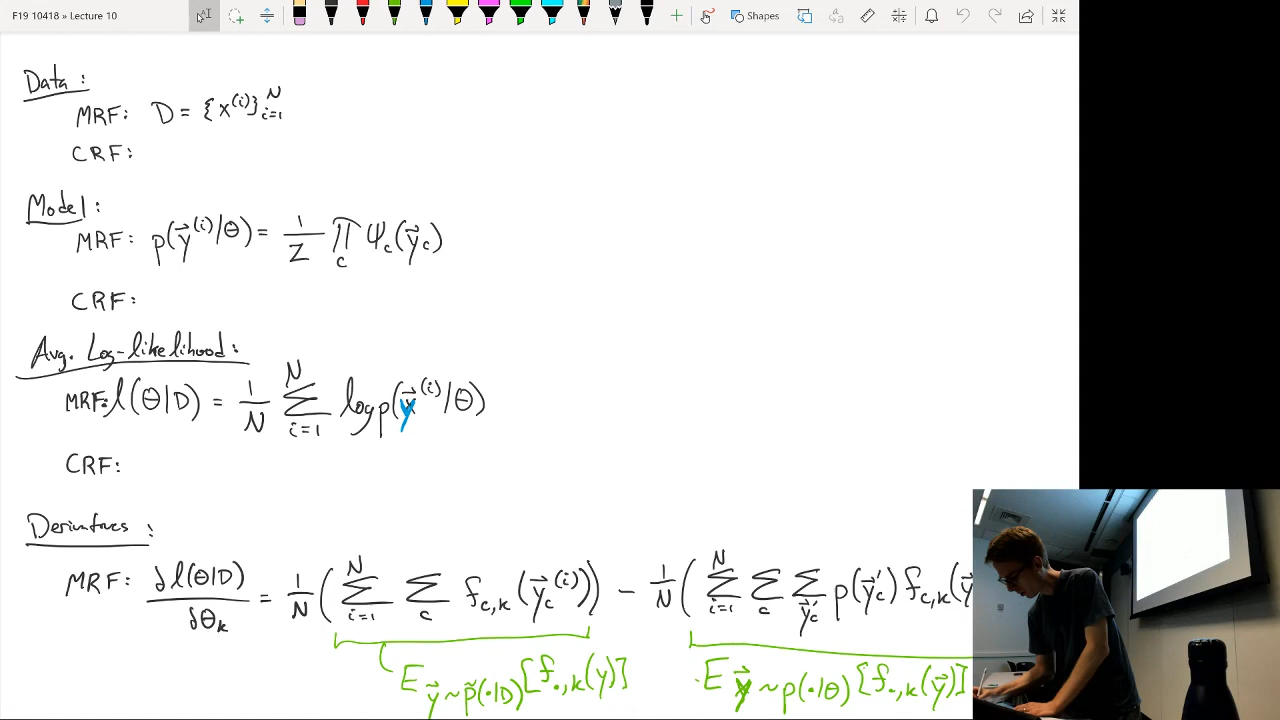 F19 10418 » Lecture 10
Shapes
Data:
MRF: D = {x^(i)}_{i=1}^N
CRF:
Model:
MRF: p(y⃗^(i)|θ) = 1/Z ∏_c ψ_c(y⃗_c)
CRF:
Avg. Log-likelihood:
MRF: l(θ|D) = 1/N Σ_{i=1}^N log p(y⃗^(i)|θ)
CRF:
Derivatives:
MRF: ∂l(θ|D)/∂θ_k = 1/N (Σ_{i=1}^N Σ_c f_{c,k}(y⃗_c^(i))) − 1/N (Σ_{i=1}^N Σ_c Σ_{y⃗'_c} p(y⃗'_c) f_{c,k}(y⃗
E_{y⃗~p̃(·|D)}[f_{·,k}(y)] E_{y⃗~p(·|θ)}[f_{·,k}(y⃗)]